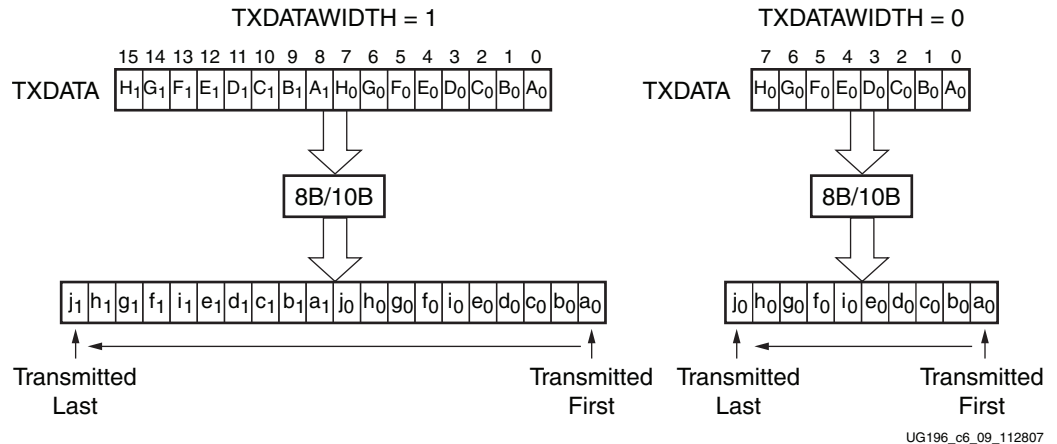 TXDATAWIDTH = 1
TXDATAWIDTH = 0
15 14 13 12 11 10 9 8 7 6 5 4 3 2 1 0
7 6 5 4 3 2 1 0
TXDATA H1 G1 F1 E1 D1 C1 B1 A1 H0 G0 F0 E0 D0 C0 B0 A0
TXDATA H0 G0 F0 E0 D0 C0 B0 A0
8B/10B
8B/10B
j1 h1 g1 f1 i1 e1 d1 c1 b1 a1 j0 h0 g0 f0 i0 e0 d0 c0 b0 a0
j0 h0 g0 f0 i0 e0 d0 c0 b0 a0
Transmitted
Last
Transmitted
First
Transmitted
Last
Transmitted
First
UG196_c6_09_112807